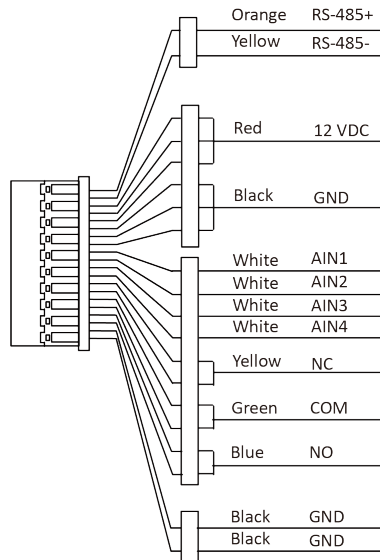 Orange RS-485+
Yellow RS-485-
Red 12 VDC
Black GND
White AIN1
White AIN2
White AIN3
White AIN4
Yellow NC
Green COM
Blue NO
Black GND
Black GND